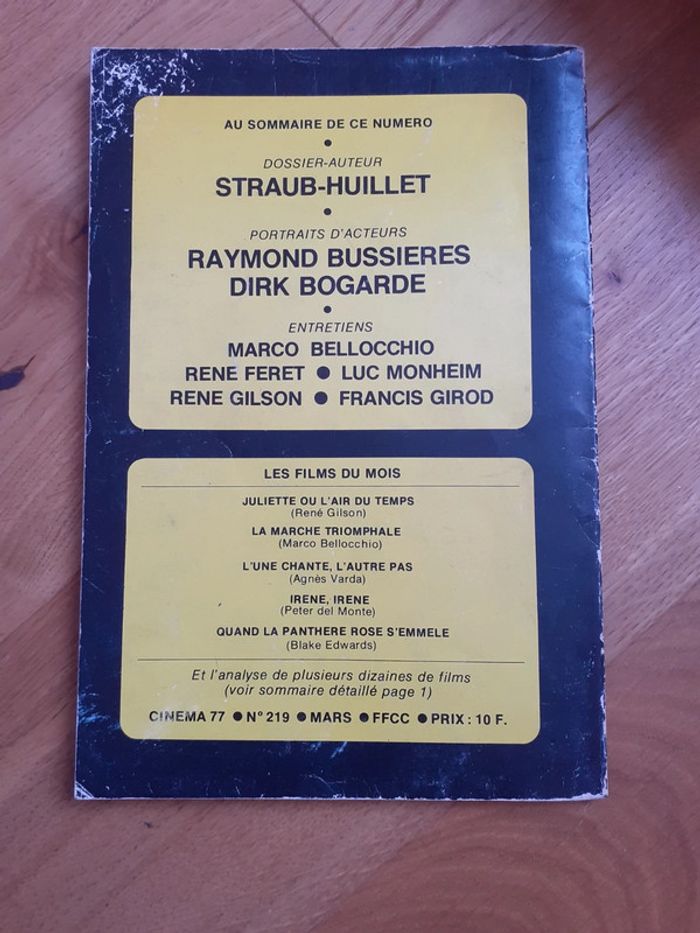 AU SOMMAIRE DE CE NUMERO
●
DOSSIER-AUTEUR
STRAUB-HUILLET
●
PORTRAITS D'ACTEURS
RAYMOND BUSSIERES
DIRK BOGARDE
●
ENTRETIENS
MARCO BELLOCCHIO
RENE FERET ● LUC MONHEIM
RENE GILSON ● FRANCIS GIROD
LES FILMS DU MOIS
JULIETTE OU L'AIR DU TEMPS
(René Gilson)
LA MARCHE TRIOMPHALE
(Marco Bellocchio)
L'UNE CHANTE, L'AUTRE PAS
(Agnès Varda)
IRENE, IRENE
(Peter del Monte)
QUAND LA PANTHERE ROSE S'EMMELE
(Blake Edwards)
Et l'analyse de plusieurs dizaines de films
(voir sommaire détaillé page 1)
CINEMA 77 ● N° 219 ● MARS ● FFCC ● PRIX : 10 F.